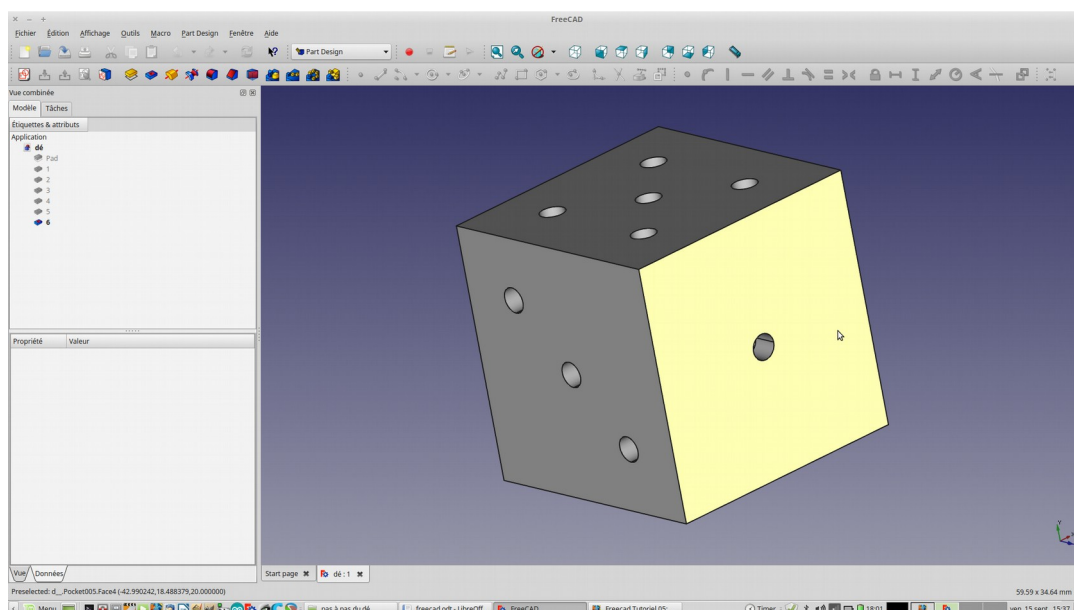 FreeCAD
Fichier Édition Affichage Outils Macro Part Design Fenêtre Aide
Part Design
Vue combinée
Modèle Tâches
Étiquettes & attributs
Application
dé
Pad
1
2
3
4
5
6
Propriété Valeur
Vue Données
Start page dé : 1
Preselected: d__.Pocket005.Face4 (-42.990242,18.488379,20.000000) 59.59 x 34.64 mm
Menu pas à pas du dé freecad.odt - LibreOff... FreeCAD Freecad Tutoriel 05: Timer 18:01 ven. 15 sept. 15:37